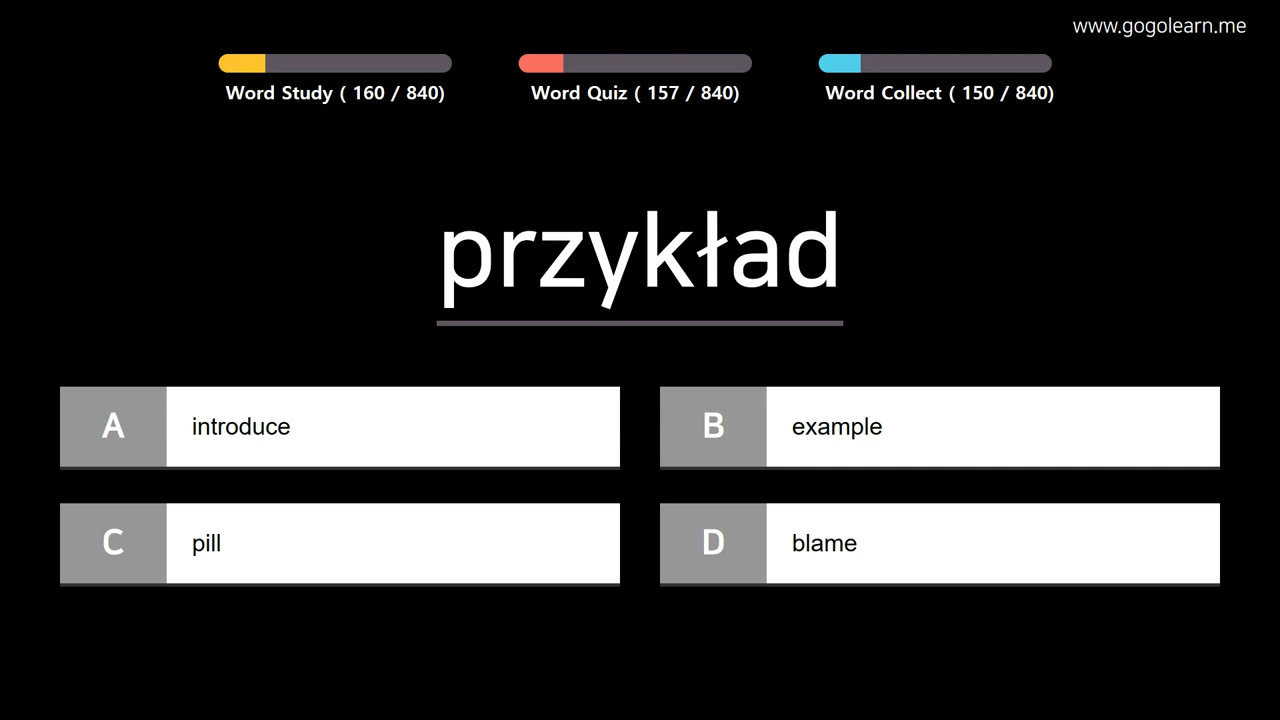 www.gogolearn.me
Word Study ( 160 / 840)
Word Quiz ( 157 / 840)
Word Collect ( 150 / 840)
przykład
A introduce
B example
C pill
D blame